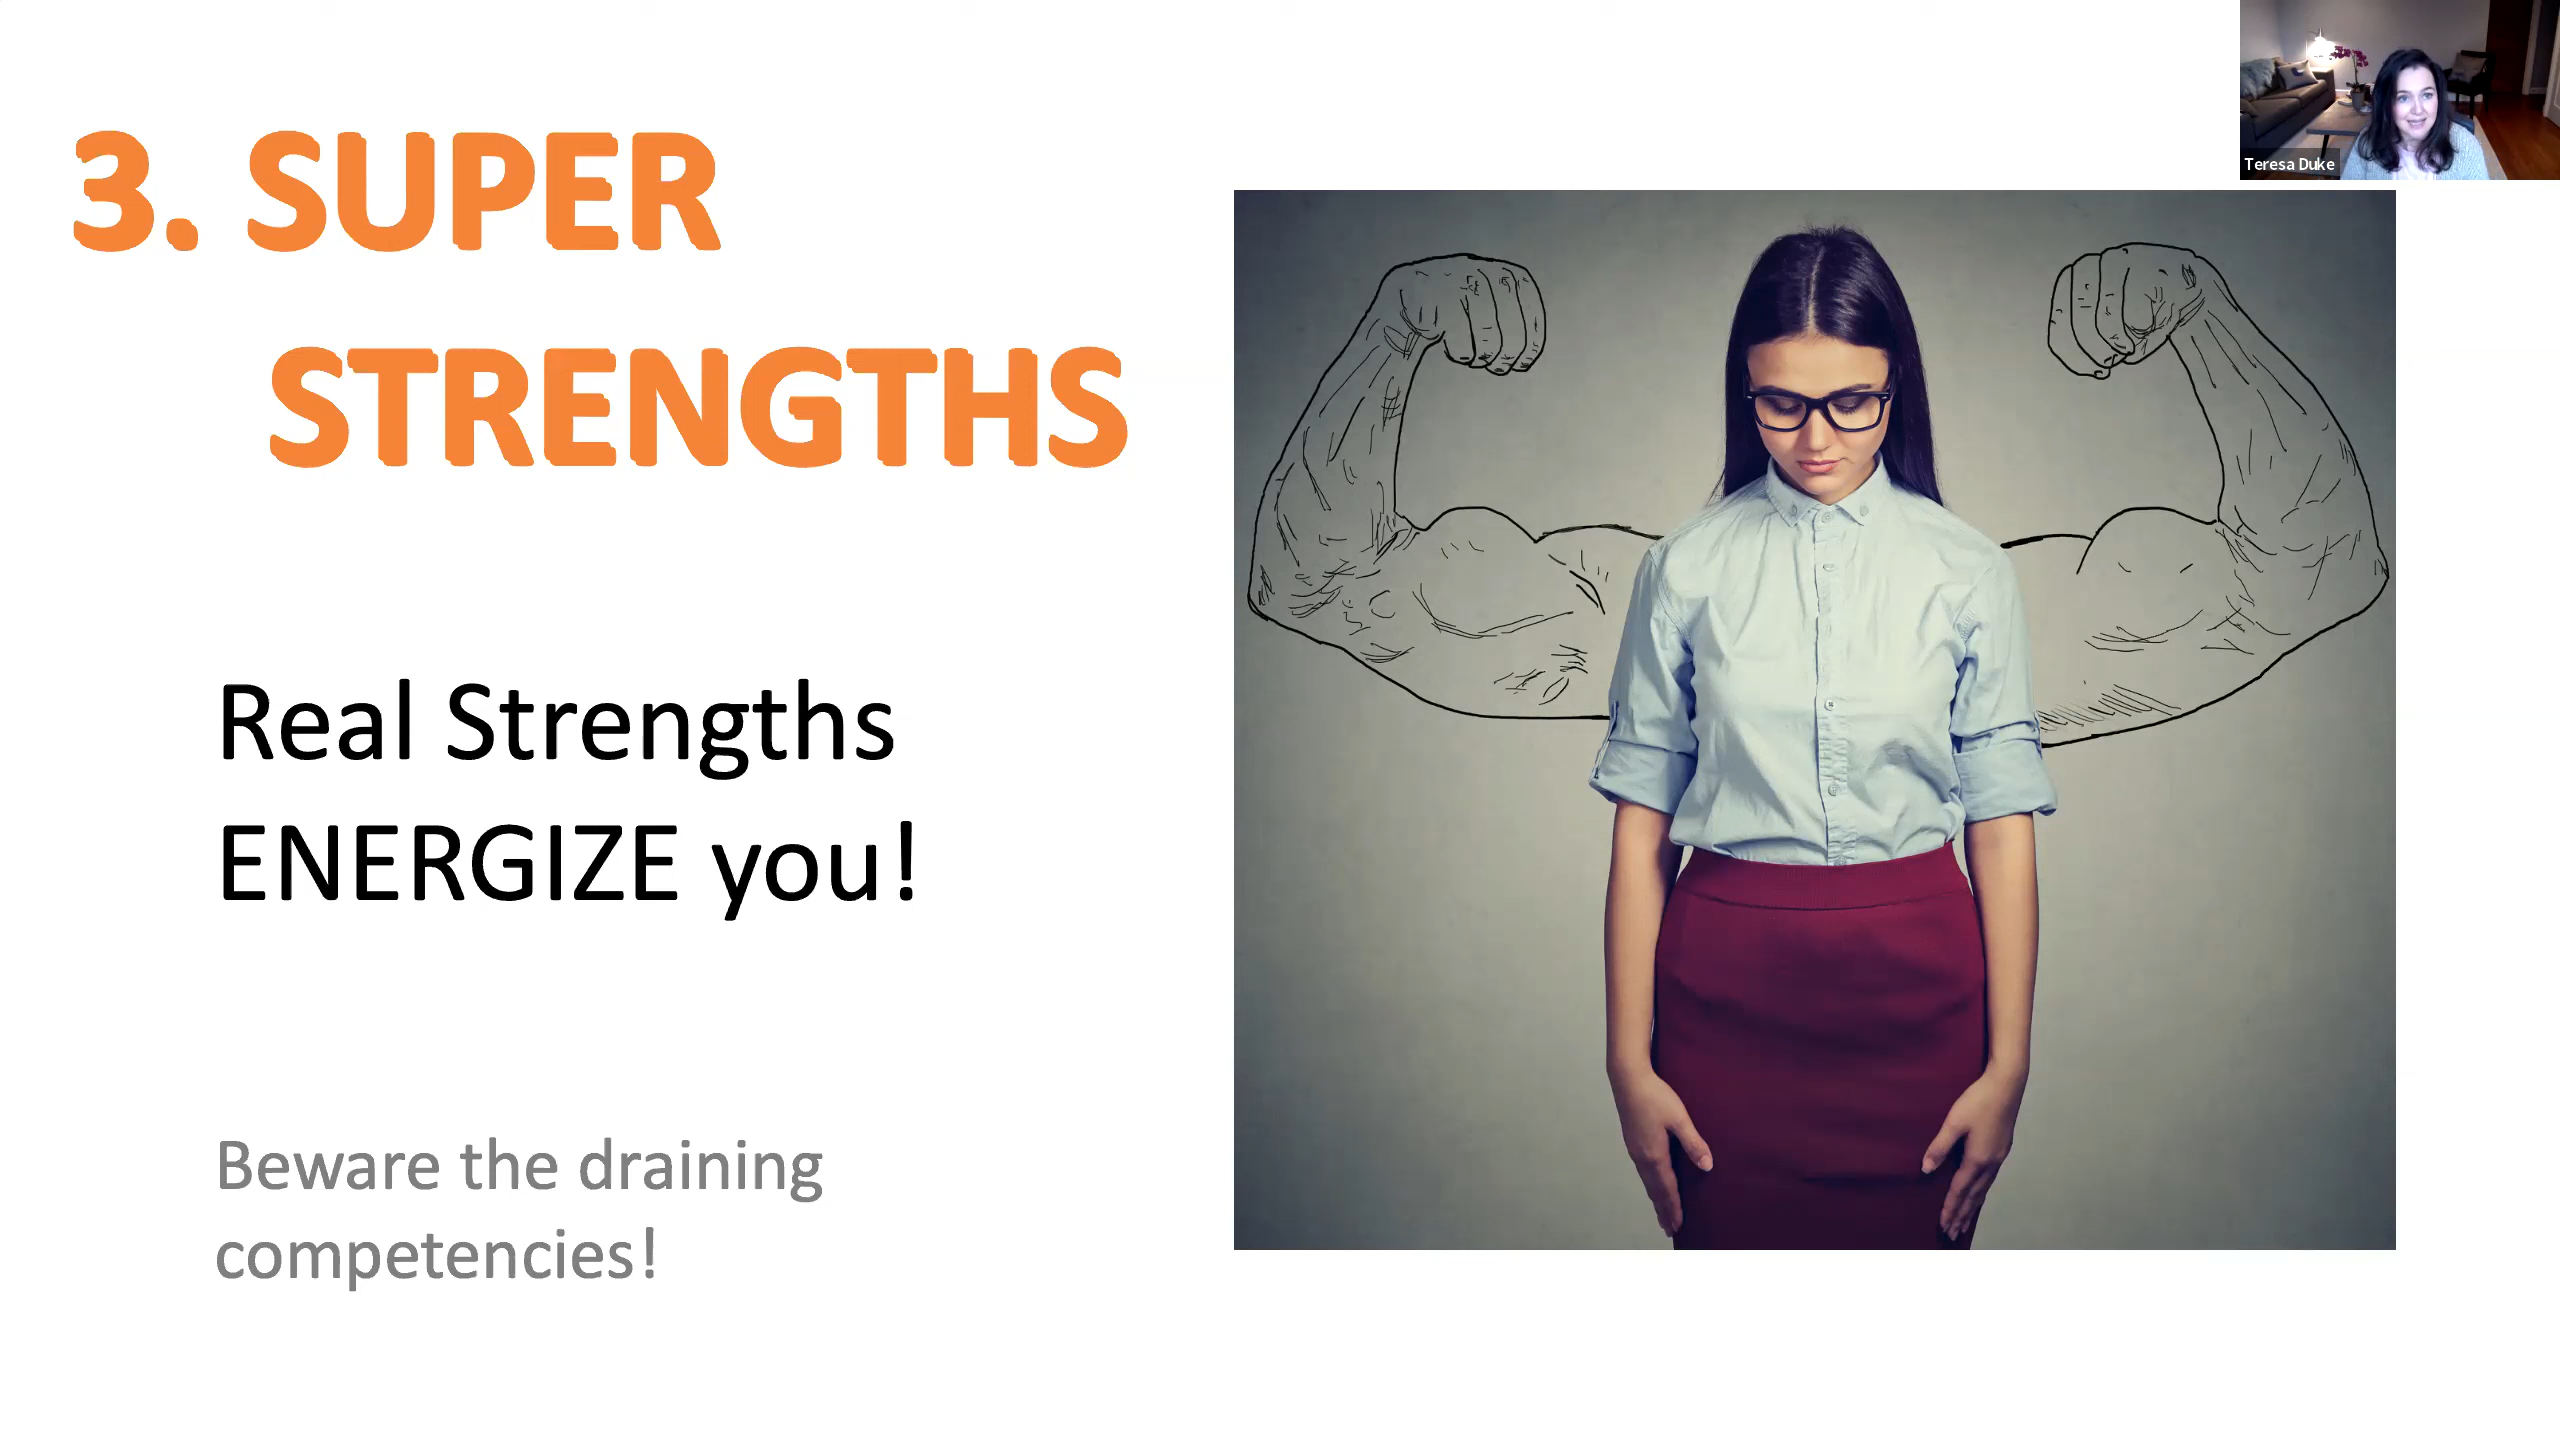 3. SUPER
STRENGTHS
Real Strengths
ENERGIZE you!
Beware the draining
competencies!
Teresa Duke